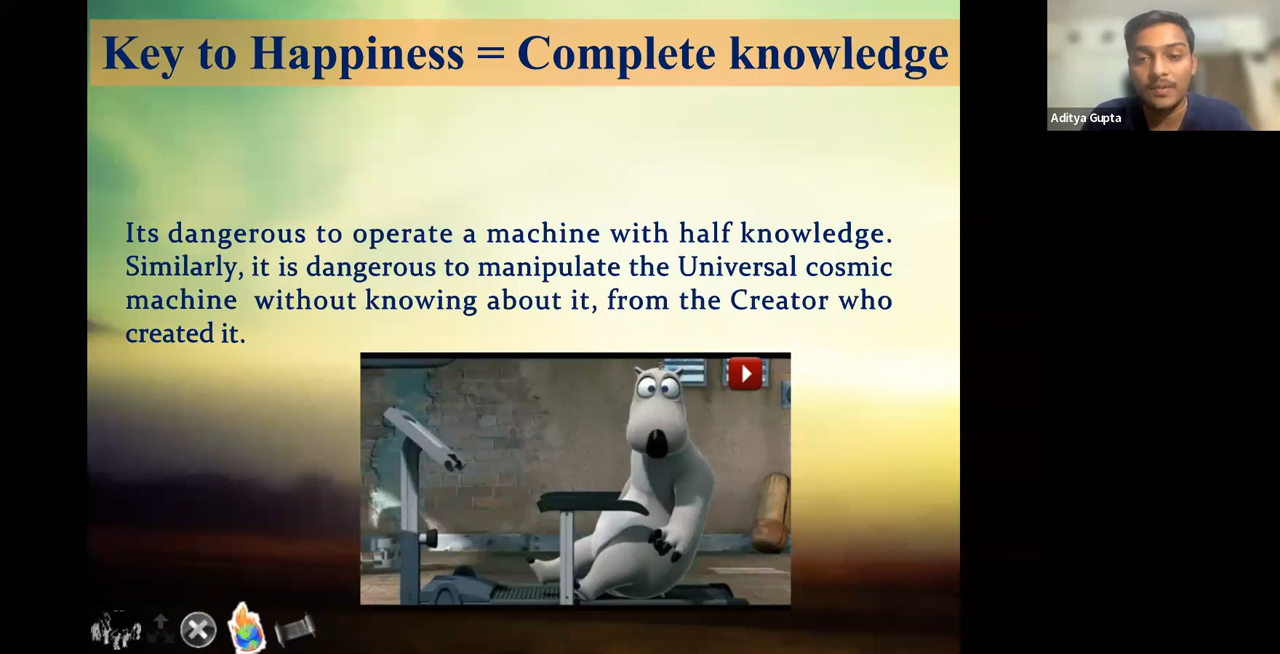 Key to Happiness = Complete knowledge
Aditya Gupta
Its dangerous to operate a machine with half knowledge.
Similarly, it is dangerous to manipulate the Universal cosmic
machine without knowing about it, from the Creator who
created it.